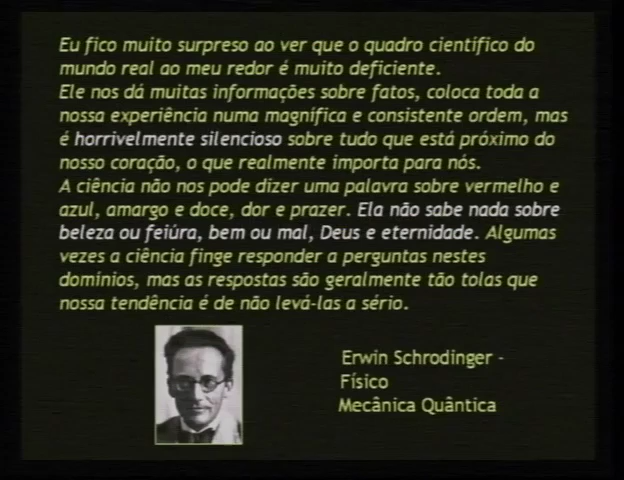 Eu fico muito surpreso ao ver que o quadro científico do
mundo real ao meu redor é muito deficiente.
Ele nos dá muitas informações sobre fatos, coloca toda a
nossa experiência numa magnífica e consistente ordem, mas
é horrivelmente silencioso sobre tudo que está próximo do
nosso coração, o que realmente importa para nós.
A ciência não nos pode dizer uma palavra sobre vermelho e
azul, amargo e doce, dor e prazer. Ela não sabe nada sobre
beleza ou feiúra, bem ou mal, Deus e eternidade. Algumas
vezes a ciência finge responder a perguntas nestes
domínios, mas as respostas são geralmente tão tolas que
nossa tendência é de não levá-las a sério.
Erwin Schrodinger -
Físico
Mecânica Quântica